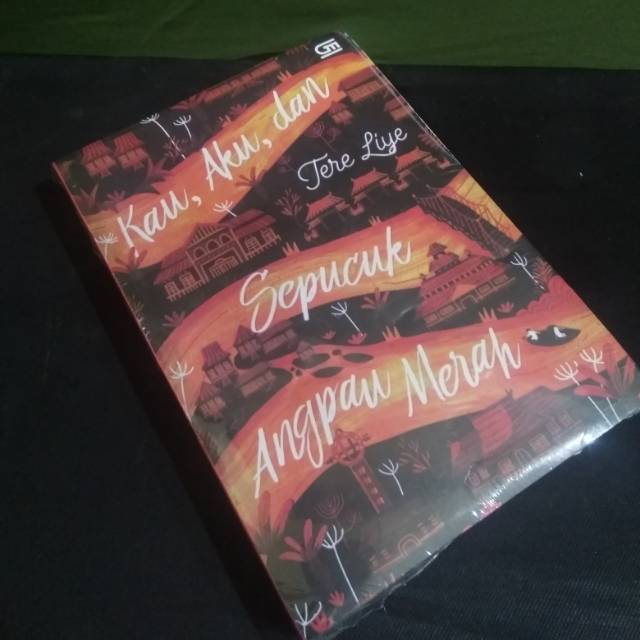 Kau, Aku, dan
Tere Liye
Sepucuk
Angpau Merah